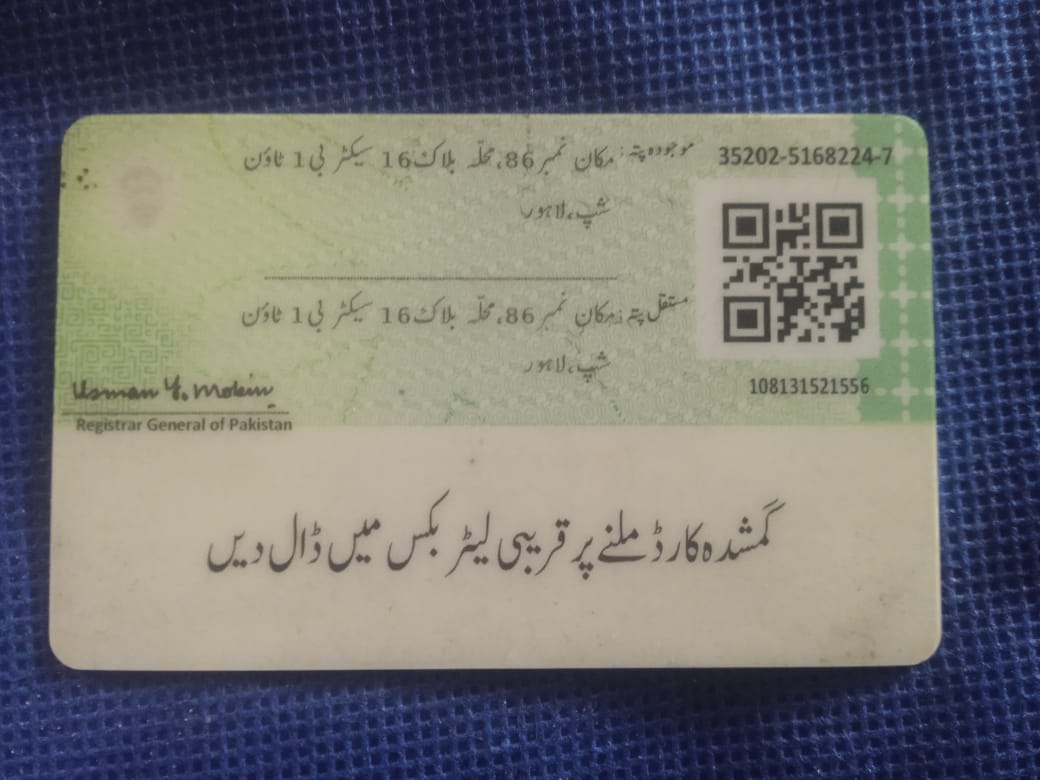 35202-5168224-7
موجودہ پتہ: مکان نمبر 86، محلہ بلاک 16 سیکٹر بی 1 ٹاؤن
شپ، لاہور
مستقل پتہ: مکان نمبر 86، محلہ بلاک 16 سیکٹر بی 1 ٹاؤن
شپ، لاہور
108131521556
Usman Y. Mobin
Registrar General of Pakistan
گمشدہ کارڈ ملنے پر قریبی لیٹر بکس میں ڈال دیں